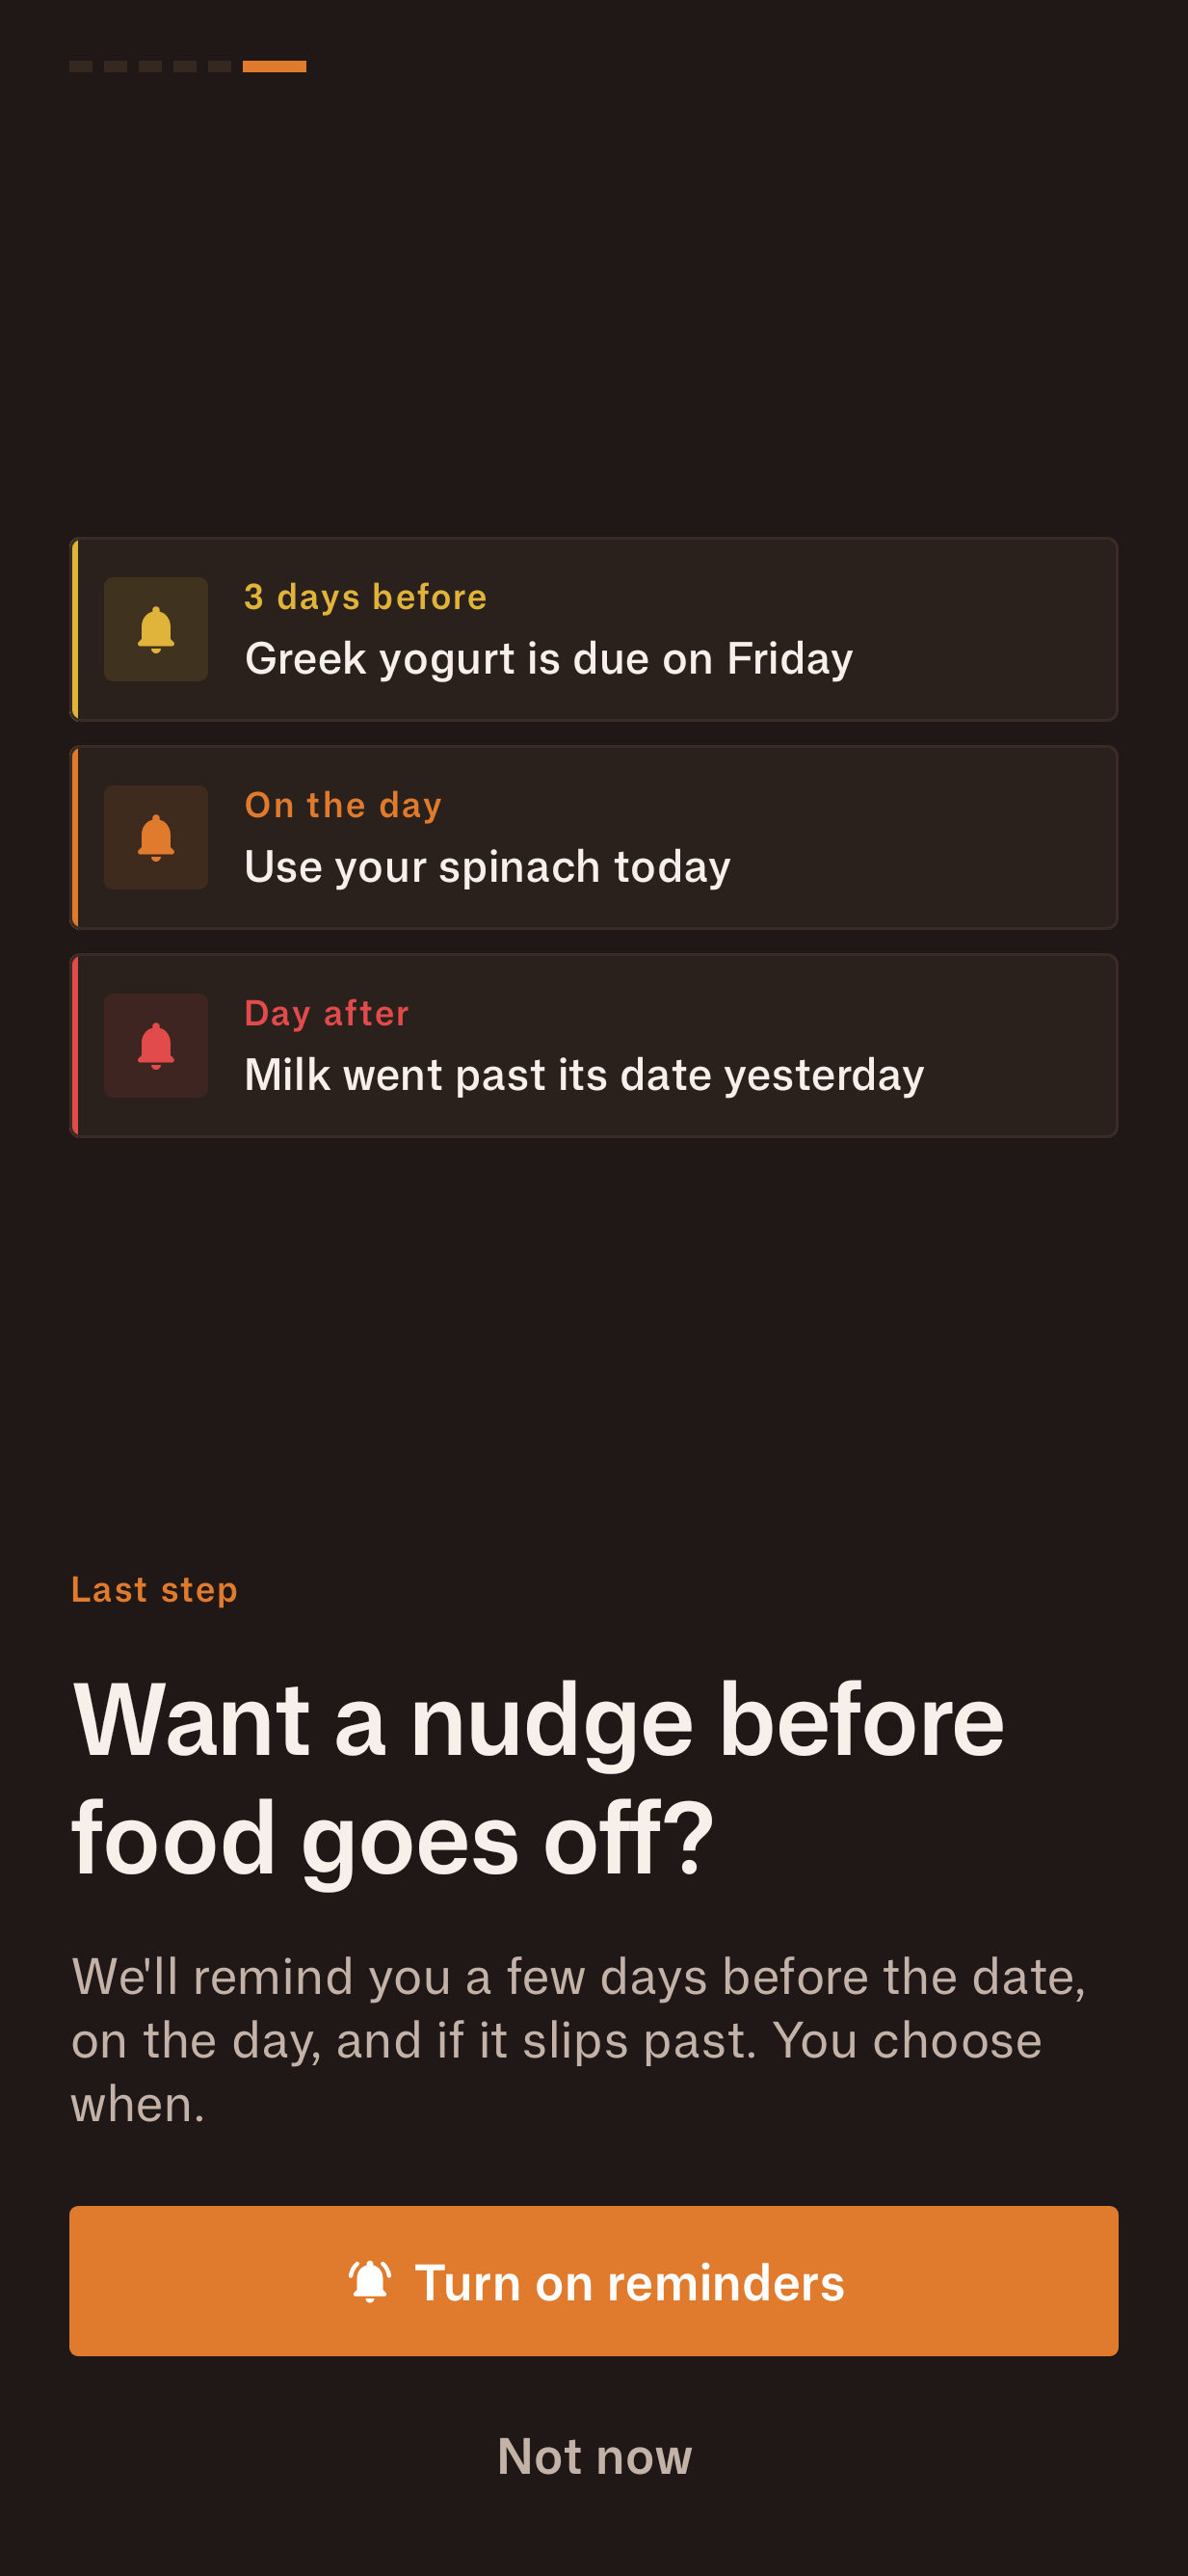 3 days before
Greek yogurt is due on Friday
On the day
Use your spinach today
Day after
Milk went past its date yesterday
Last step
Want a nudge before
food goes off?
We'll remind you a few days before the date,
on the day, and if it slips past. You choose
when.
Turn on reminders
Not now